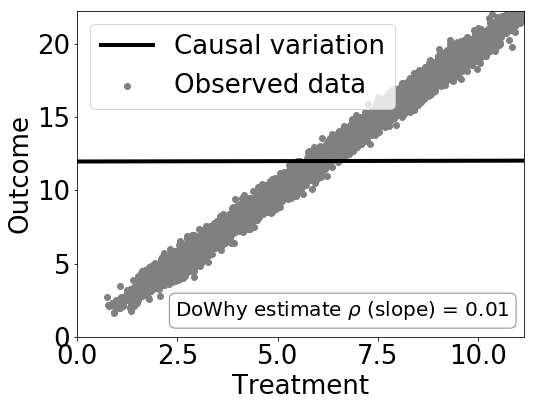 Causal variation
Observed data
20
15
10
5
0
Outcome
DoWhy estimate ρ (slope) = 0.01
0.0 2.5 5.0 7.5 10.0
Treatment